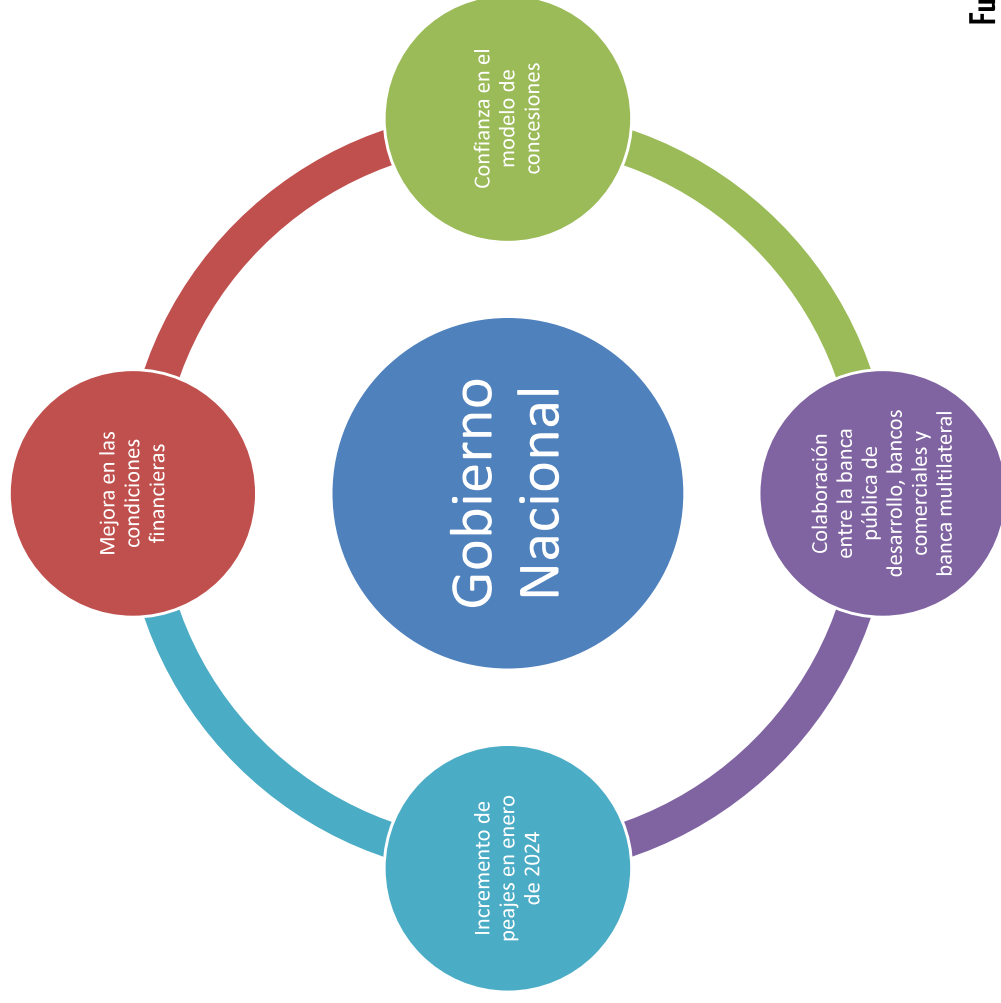 Gobierno
Nacional
Incremento de
peajes en enero
de 2024
Mejora en las
condiciones
financieras
Confianza en el
modelo de
concesiones
Colaboración
entre la banca
pública de
desarrollo, bancos
comerciales y
banca multilateral